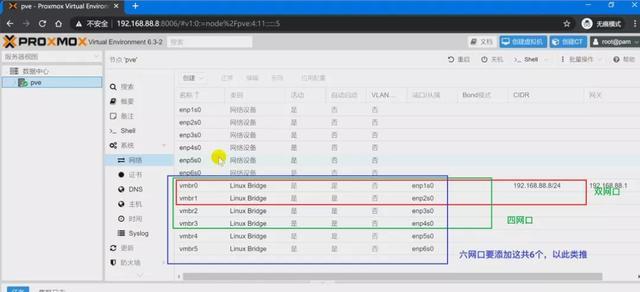 pve - Proxmox Virtual Environm
不安全 192.168.88.8:8006/#v1:0:=node%2Fpve:4:11:::::5
无痕模式
PROXMOX Virtual Environment 6.3-2
搜索
文档
创建虚拟机
创建CT
root@pam
服务器视图
节点 'pve'
重启
关机
Shell
批量操作
帮助
数据中心
pve
搜索
概要
备注
Shell
系统
网络
证书
DNS
主机
时间
Syslog
更新
防火墙
创建 还原 编辑 删除 应用配置
名称 类别 活动 自动启动 VLAN... 端口/从属 Bond模式 CIDR 网关
enp1s0 网络设备 是 否 否
enp2s0 网络设备 是 否 否
enp3s0 网络设备 是 否 否
enp4s0 网络设备 是 否 否
enp5s0 网络设备 是 否 否
enp6s0 网络设备 是 否 否
vmbr0 Linux Bridge 是 是 否 enp1s0 192.168.88.8/24 192.168.88.1
vmbr1 Linux Bridge 是 是 否 enp2s0
vmbr2 Linux Bridge 是 是 否 enp3s0
vmbr3 Linux Bridge 是 是 否 enp4s0
vmbr4 Linux Bridge 是 是 否 enp5s0
vmbr5 Linux Bridge 是 是 否 enp6s0
双网口
四网口
六网口要添加这共6个，以此类推